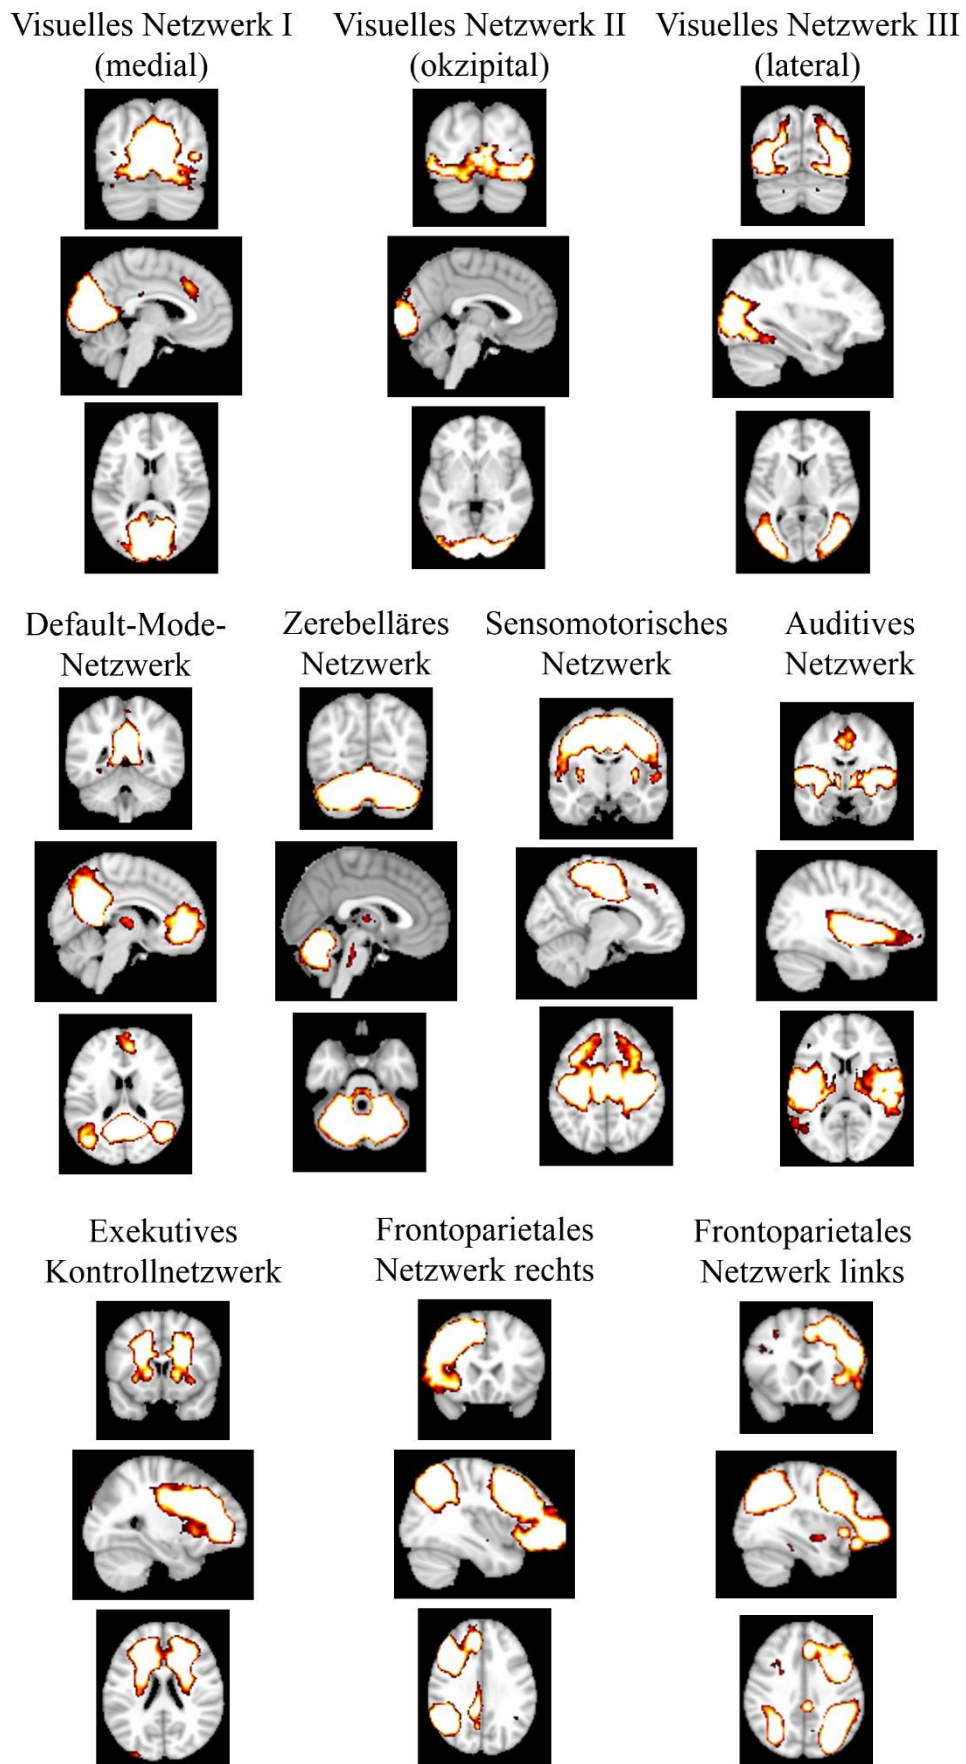 Visuelles Netzwerk I
(medial)
Visuelles Netzwerk II
(okzipital)
Visuelles Netzwerk III
(lateral)
Default-Mode-
Netzwerk
Zerebelläres
Netzwerk
Sensomotorisches
Netzwerk
Auditives
Netzwerk
Exekutives
Kontrollnetzwerk
Frontoparietales
Netzwerk rechts
Frontoparietales
Netzwerk links